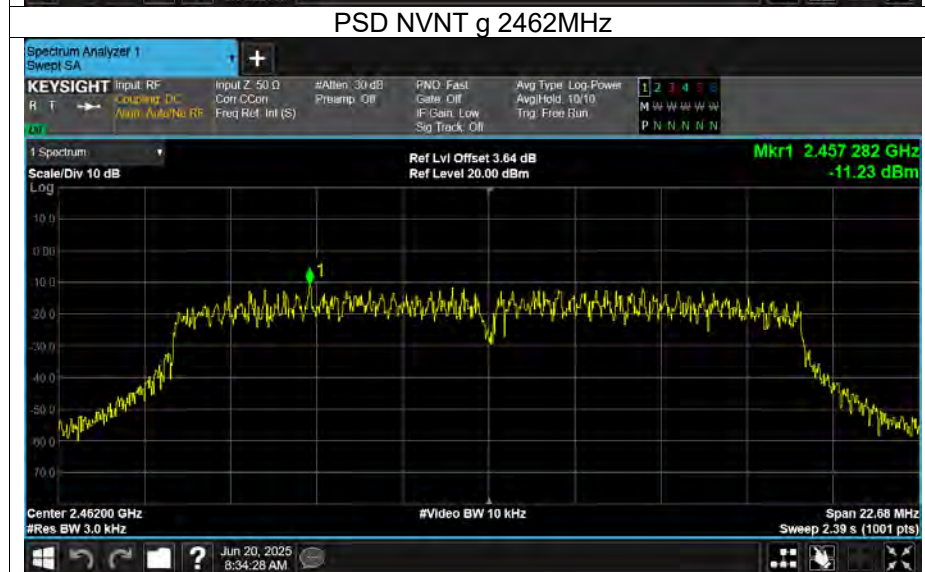 PSD NVNT g 2462MHz
Spectrum Analyzer 1
Swept SA
+
KEYSIGHT Input: RF Input Z: 50 Ω #Atten: 30 dB PNO: Fast Avg Type: Log-Power 1 2 3 4 5 6
R T Coupling: DC Corr CCorr Preamp: Off Gate: Off Avg|Hold: 10/10 M W W W W W
Align: Auto/No RF Freq Ref: Int (S) IF Gain: Low Trig: Free Run
Sig Track: Off P N N N N N
1 Spectrum Ref Lvl Offset 3.64 dB Mkr1 2.457 282 GHz
Scale/Div 10 dB Ref Level 20.00 dBm -11.23 dBm
Log
10.0
0.00
1
-10.0
-20.0
-30.0
-40.0
-50.0
-60.0
-70.0
Center 2.46200 GHz #Video BW 10 kHz Span 22.68 MHz
#Res BW 3.0 kHz Sweep 2.39 s (1001 pts)
? Jun 20, 2025
8:34:28 AM